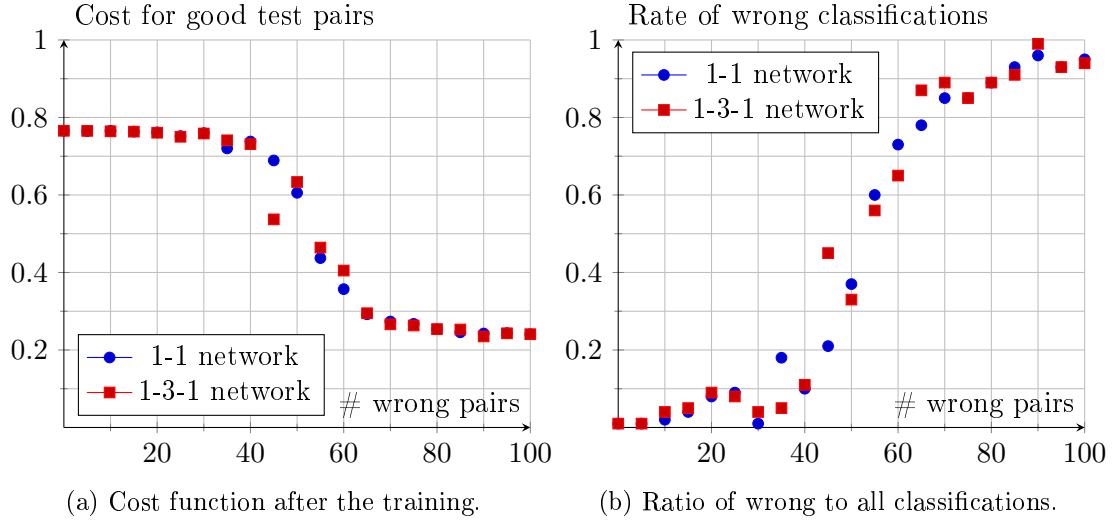 Cost for good test pairs
1
0.8
0.6
0.4
0.2
1-1 network
1-3-1 network
# wrong pairs
20 40 60 80 100
(a) Cost function after the training.
Rate of wrong classifications
1
0.8
0.6
0.4
0.2
1-1 network
1-3-1 network
# wrong pairs
20 40 60 80 100
(b) Ratio of wrong to all classifications.